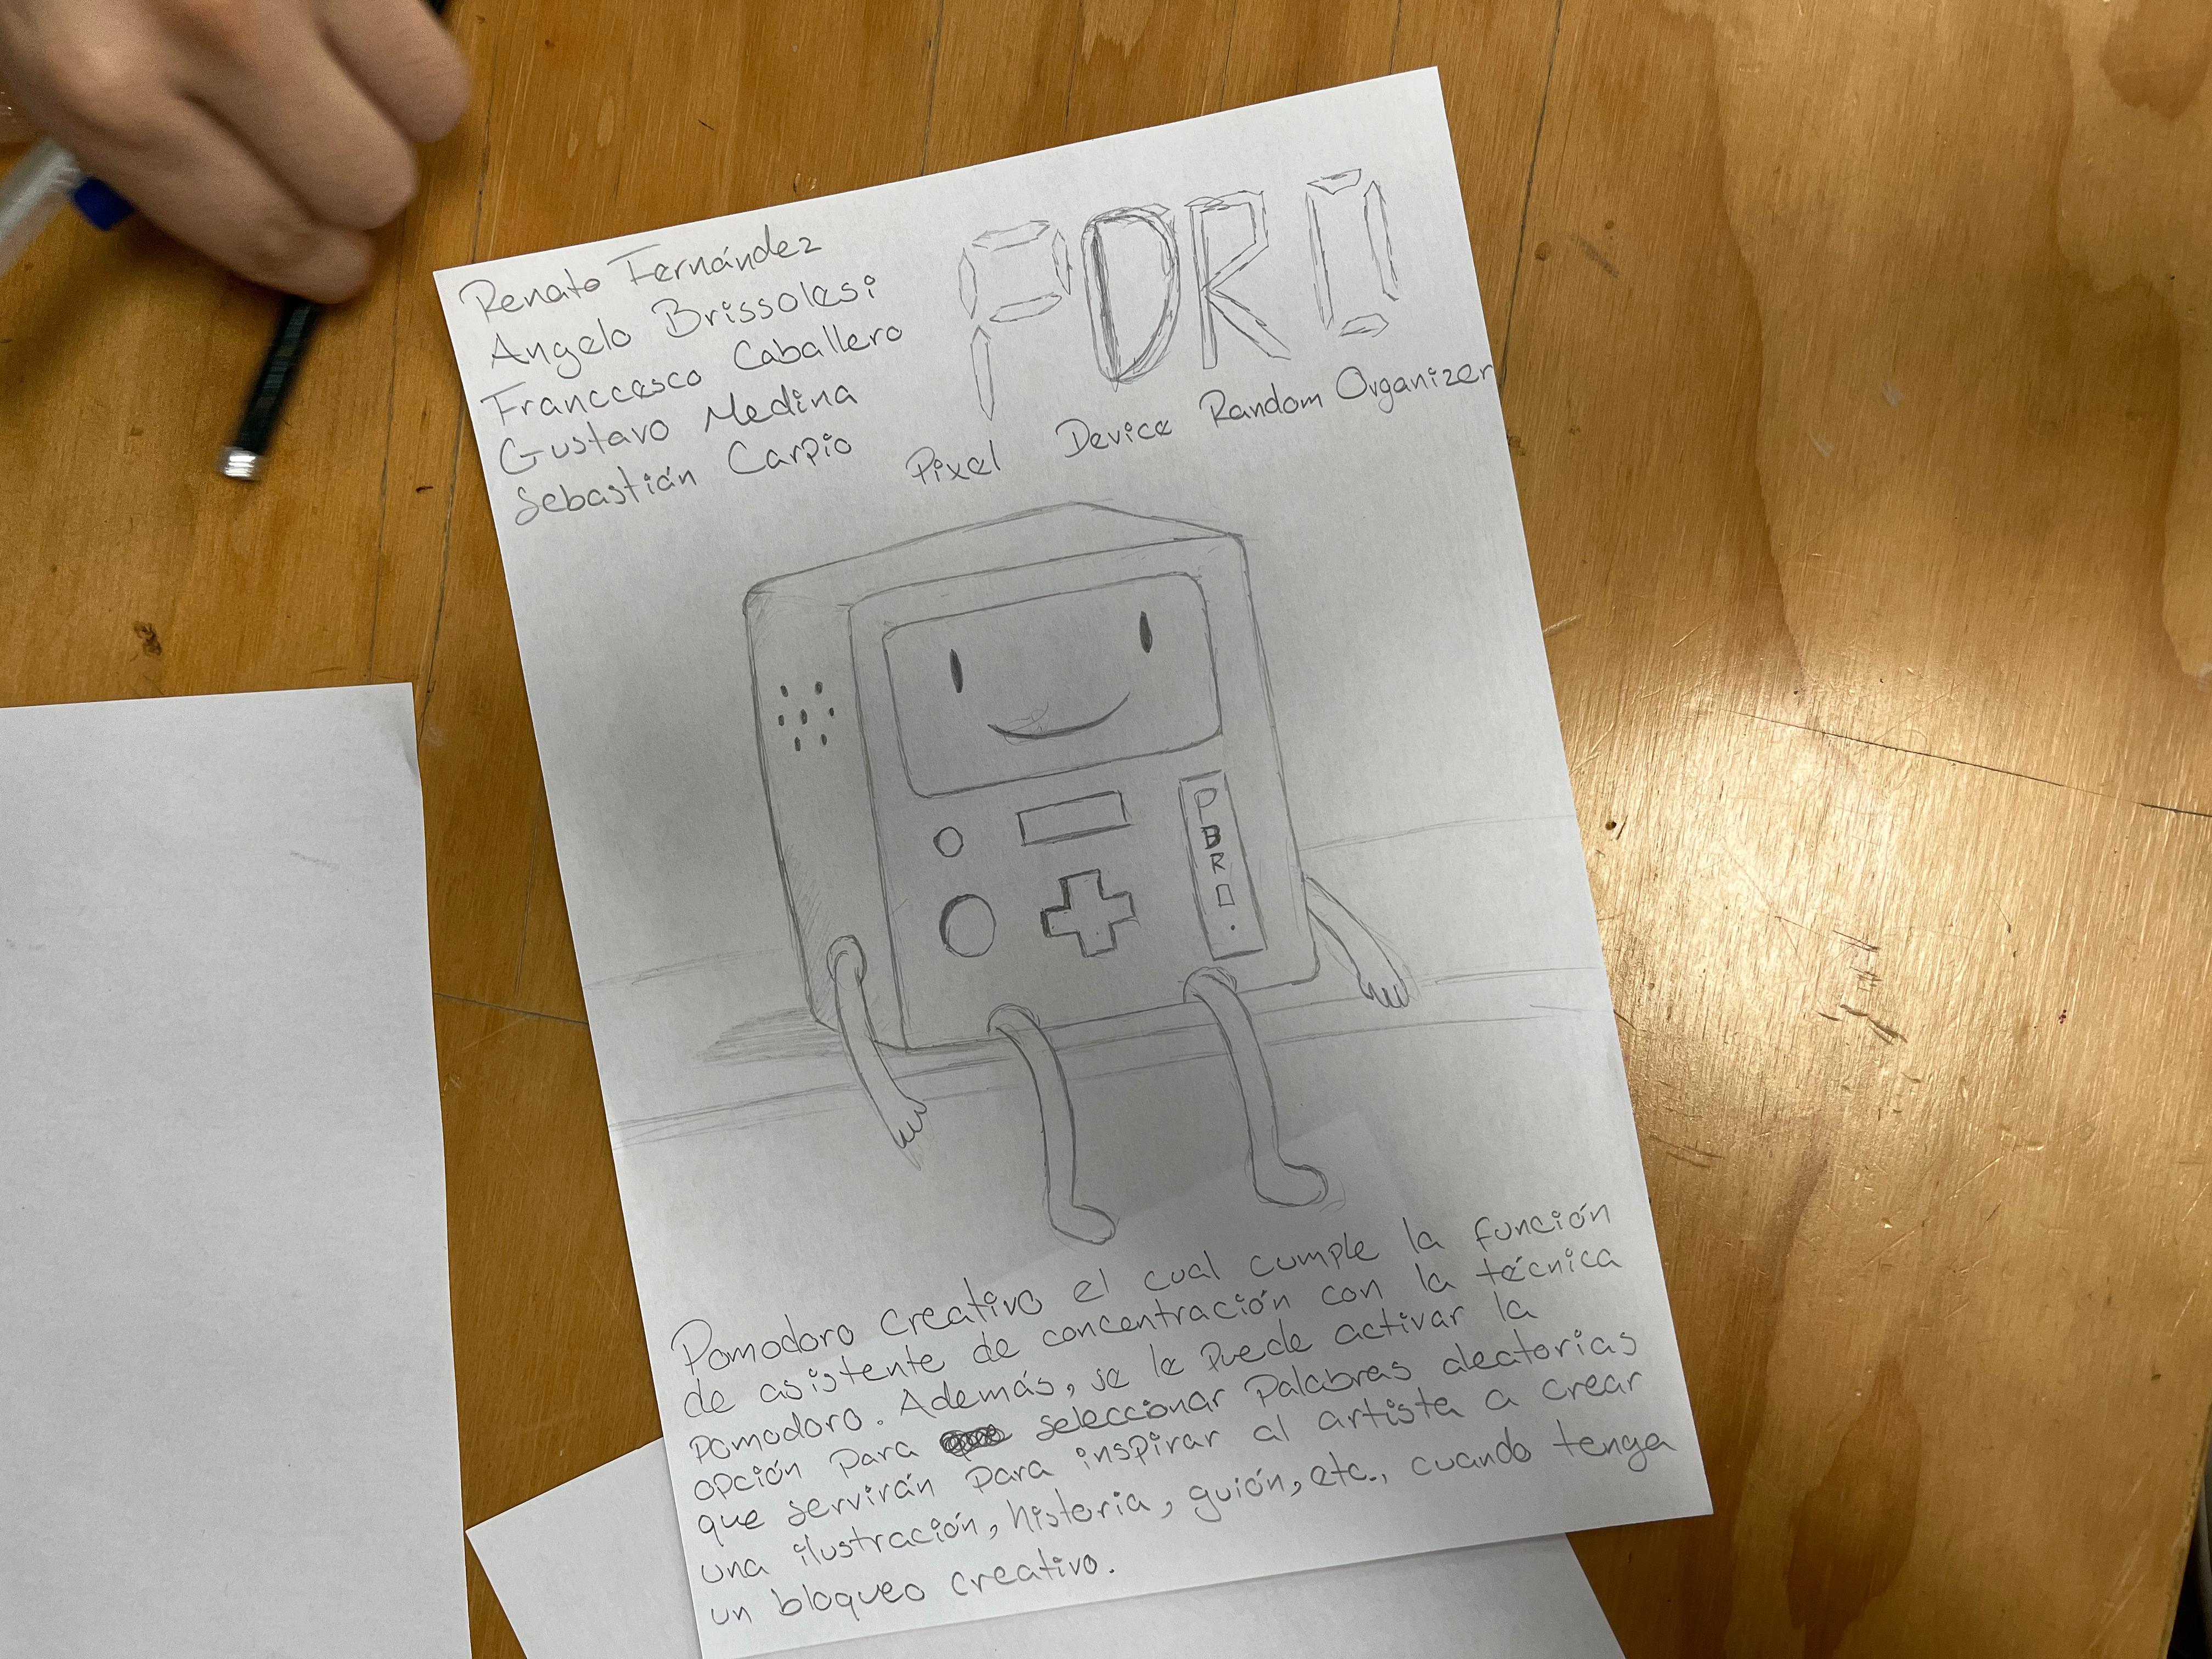 Renato Fernández
Angelo Brissolesi
Franccesco Caballero
Gustavo Medina
Sebastián Carpio
PDRO
Pixel Device Random Organizer
PBRO.
Pomodoro creativo el cual cumple la función
de asistente de concentración con la técnica
pomodoro. Además, se le puede activar la
opción para seleccionar palabras aleatorias
que servirán para inspirar al artista a crear
una ilustración, historia, guión, etc., cuando tenga
un bloqueo creativo.